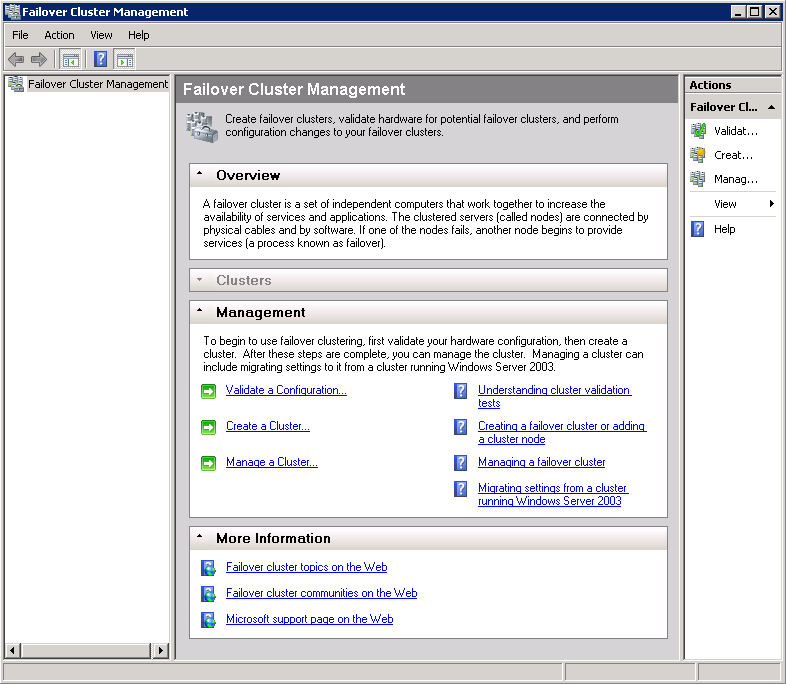 Failover Cluster Management
File Action View Help
Failover Cluster Management
Failover Cluster Management
Create failover clusters, validate hardware for potential failover clusters, and perform
configuration changes to your failover clusters.
Overview
A failover cluster is a set of independent computers that work together to increase the
availability of services and applications. The clustered servers (called nodes) are connected by
physical cables and by software. If one of the nodes fails, another node begins to provide
services (a process known as failover).
Clusters
Management
To begin to use failover clustering, first validate your hardware configuration, then create a
cluster. After these steps are complete, you can manage the cluster. Managing a cluster can
include migrating settings to it from a cluster running Windows Server 2003.
Validate a Configuration...
Create a Cluster...
Manage a Cluster...
Understanding cluster validation
tests
Creating a failover cluster or adding
a cluster node
Managing a failover cluster
Migrating settings from a cluster
running Windows Server 2003
More Information
Failover cluster topics on the Web
Failover cluster communities on the Web
Microsoft support page on the Web
Actions
Failover Cl...
Validat...
Creat...
Manag...
View
Help